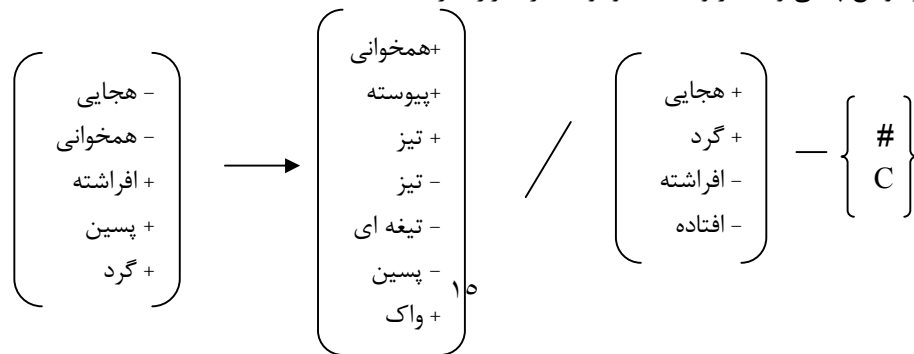 – هجایی
– همخوانی
+ افراشته
+ پسین
+ گرد
+همخوانی
+پیوسته
+ تیز
– تیز
– تیغه ای
– پسین
+ واک
/
+ هجایی
+ گرد
– افراشته
– افتاده
—
#
C
۱۵